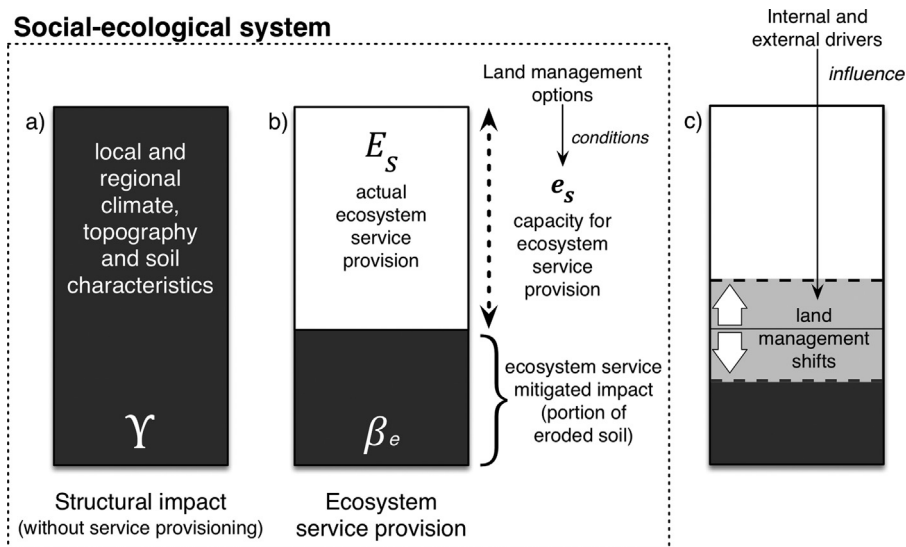 Social-ecological system
a)
local and
regional
climate,
topography
and soil
characteristics
ϒ
Structural impact
(without service provisioning)
b)
E_S
actual
ecosystem
service
provision
β_e
Ecosystem
service provision
Land management
options
conditions
e_s
capacity for
ecosystem
service
provision
ecosystem service
mitigated impact
(portion of
eroded soil)
Internal and
external drivers
influence
c)
land
management
shifts